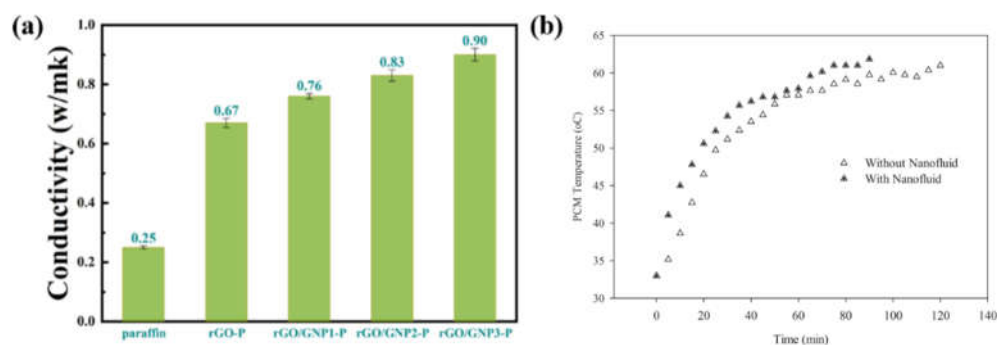 (a)
Conductivity (w/mk)
1.0
0.8
0.6
0.4
0.2
0.0
0.25
0.67
0.76
0.83
0.90
paraffin
rGO-P
rGO/GNP1-P
rGO/GNP2-P
rGO/GNP3-P
(b)
PCM Temperature (oC)
65
60
55
50
45
40
35
30
Without Nanofluid
With Nanofluid
0
20
40
60
80
100
120
140
Time (min)